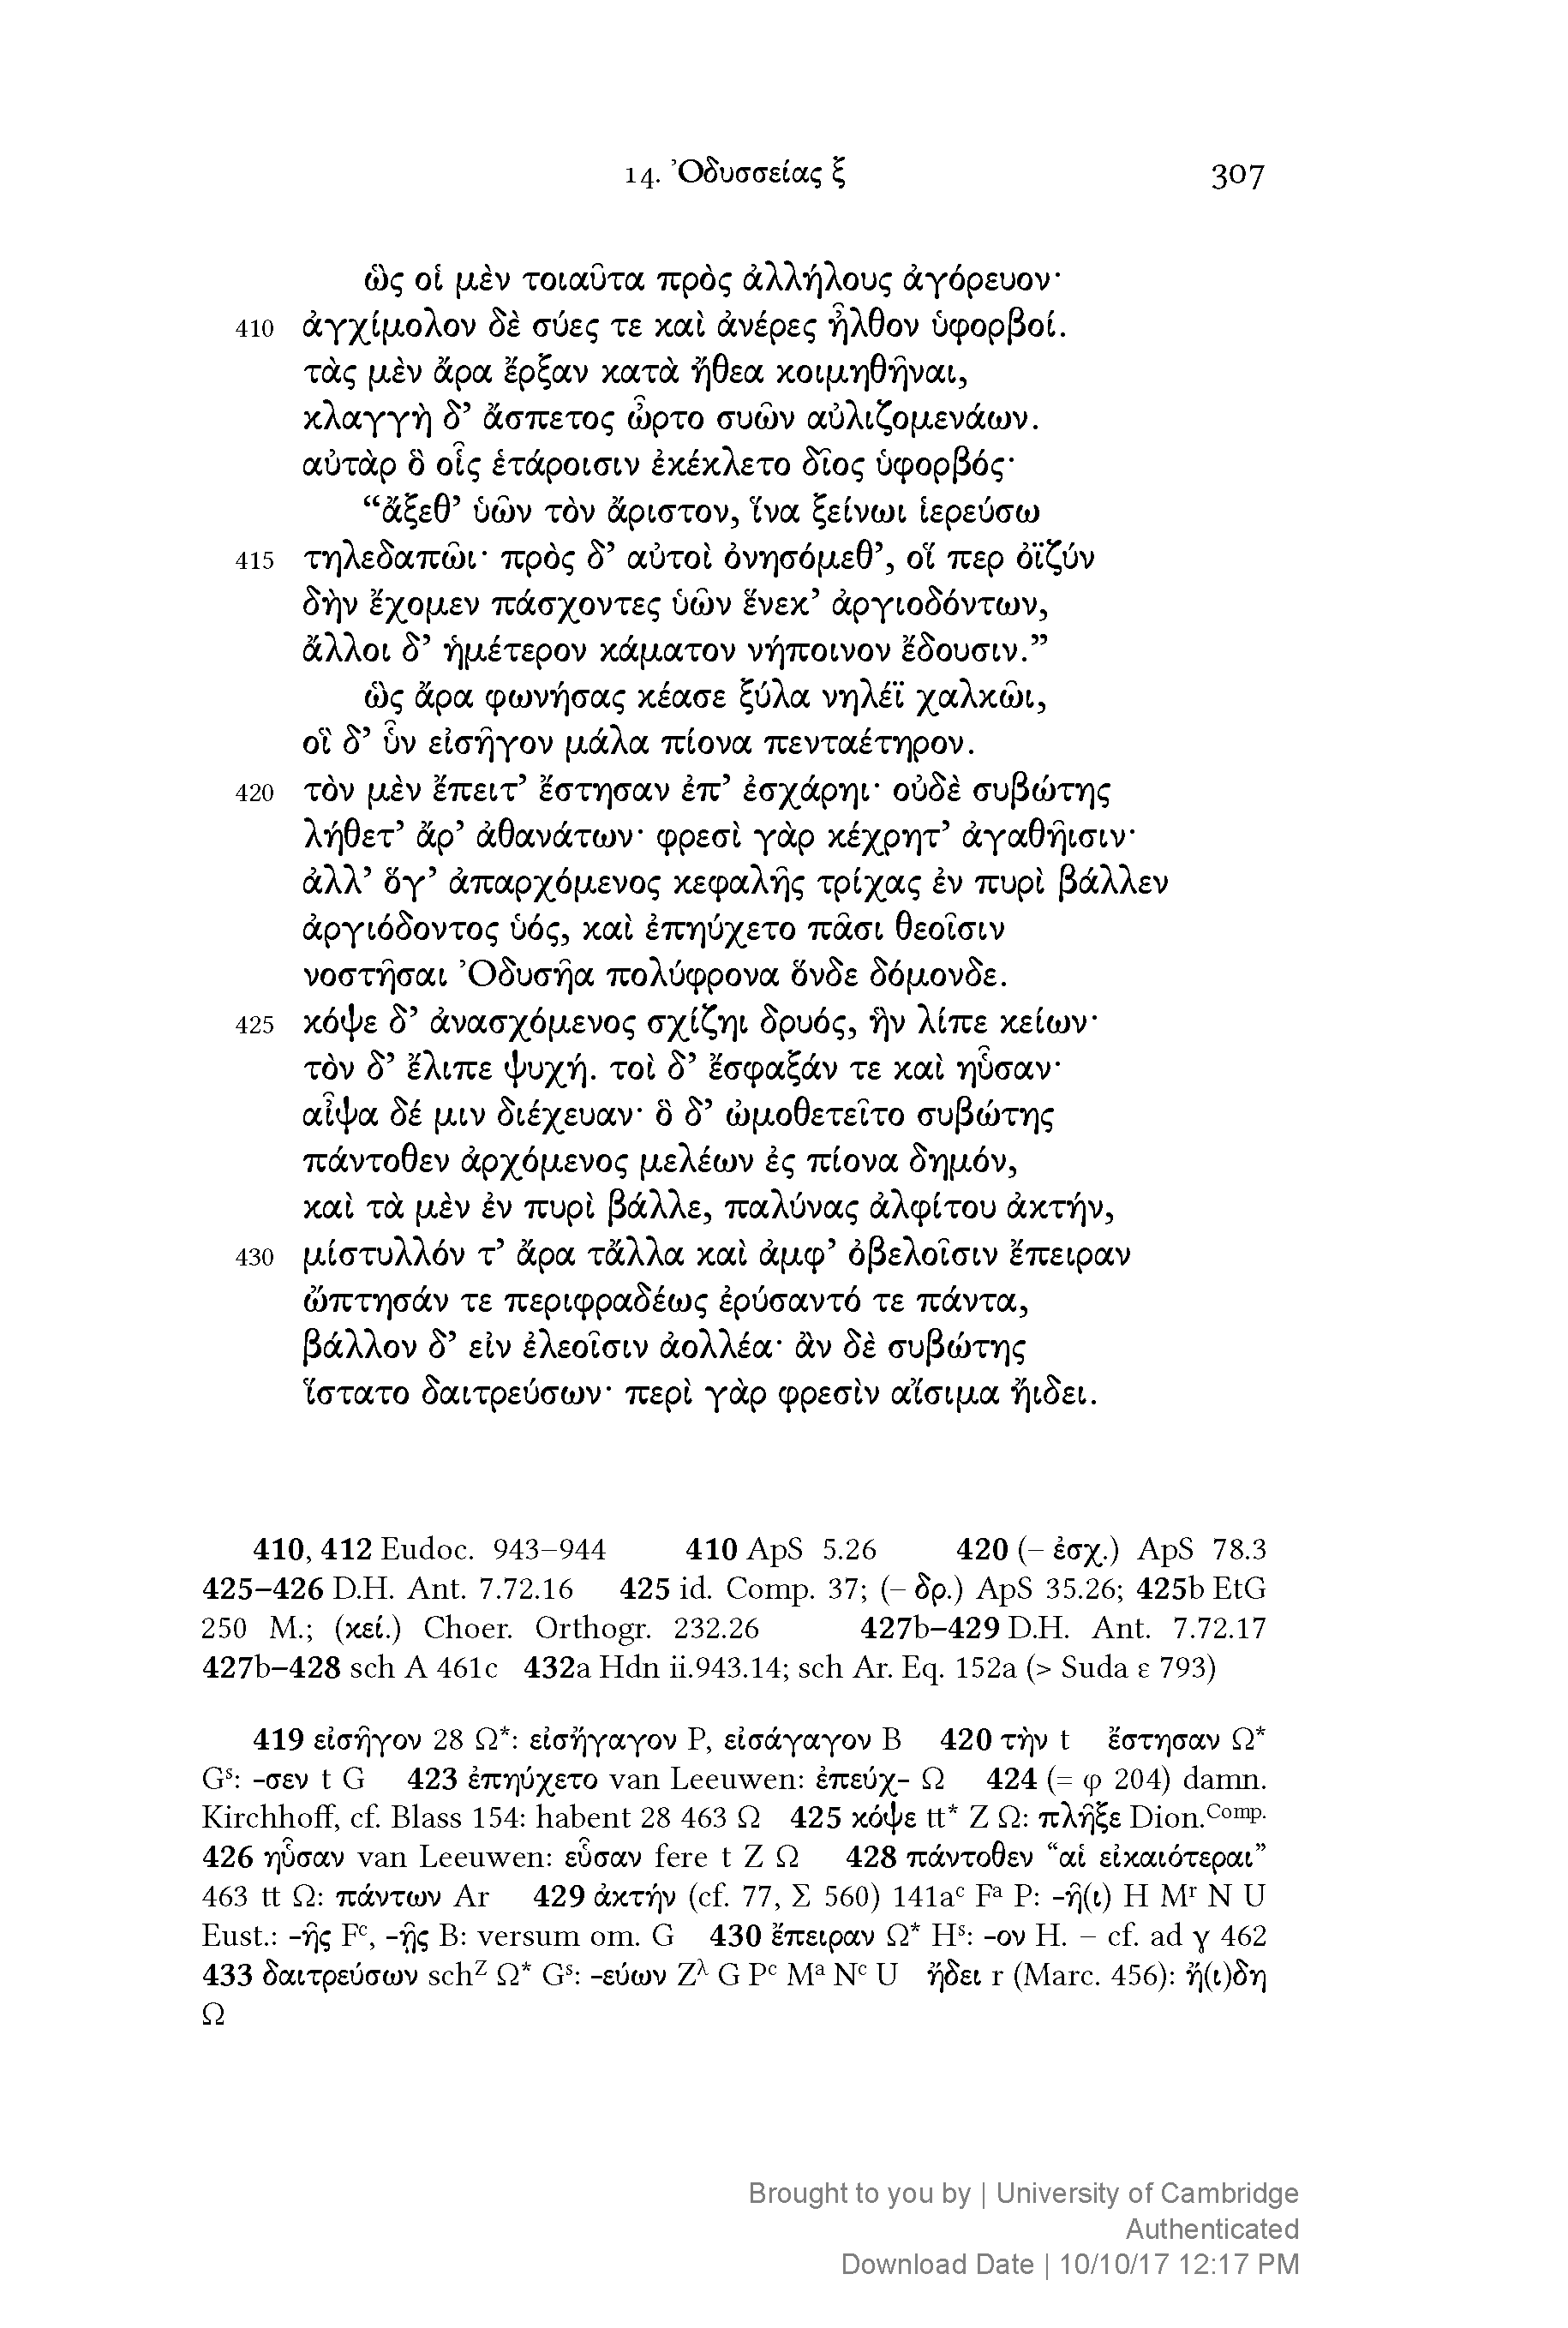 14. Ὀδυσσείας ξ 307
ὣς οἱ μὲν τοιαῦτα πρὸς ἀλλήλους ἀγόρευον·
410 ἀγχίμολον δὲ σύες τε καὶ ἀνέρες ἦλθον ὑφορβοί.
τὰς μὲν ἄρα ἔρξαν κατὰ ἤθεα κοιμηθῆναι,
κλαγγὴ δ’ ἄσπετος ὦρτο συῶν αὐλιζομενάων.
αὐτὰρ ὃ οἷς ἑτάροισιν ἐκέκλετο δῖος ὑφορβός·
“ἄξεθ’ ὑῶν τὸν ἄριστον, ἵνα ξείνωι ἱερεύσω
415 τηλεδαπῶι· πρὸς δ’ αὐτοὶ ὀνησόμεθ’, οἵ περ ὀϊζύν
δὴν ἔχομεν πάσχοντες ὑῶν ἕνεκ’ ἀργιοδόντων,
ἄλλοι δ’ ἡμέτερον κάματον νήποινον ἔδουσιν.”
ὣς ἄρα φωνήσας κέασε ξύλα νηλέϊ χαλκῶι,
οἳ δ’ ὗν εἰσῆγον μάλα πίονα πενταέτηρον.
420 τὸν μὲν ἔπειτ’ ἔστησαν ἐπ’ ἐσχάρηι· οὐδὲ συβώτης
λήθετ’ ἄρ’ ἀθανάτων· φρεσὶ γὰρ κέχρητ’ ἀγαθῆισιν·
ἀλλ’ ὅγ’ ἀπαρχόμενος κεφαλῆς τρίχας ἐν πυρὶ βάλλεν
ἀργιόδοντος ὑός, καὶ ἐπηύχετο πᾶσι θεοῖσιν
νοστῆσαι Ὀδυσῆα πολύφρονα ὅνδε δόμονδε.
425 κόψε δ’ ἀνασχόμενος σχίζηι δρυός, ἣν λίπε κείων·
τὸν δ’ ἔλιπε ψυχή. τοὶ δ’ ἔσφαξάν τε καὶ ηὗσαν·
αἶψα δέ μιν διέχευαν· ὃ δ’ ὠμοθετεῖτο συβώτης
πάντοθεν ἀρχόμενος μελέων ἐς πίονα δημόν,
καὶ τὰ μὲν ἐν πυρὶ βάλλε, παλύνας ἀλφίτου ἀκτήν,
430 μίστυλλόν τ’ ἄρα τἆλλα καὶ ἀμφ’ ὀβελοῖσιν ἔπειραν
ὤπτησάν τε περιφραδέως ἐρύσαντό τε πάντα,
βάλλον δ’ εἰν ἐλεοῖσιν ἀολλέα· ἂν δὲ συβώτης
ἵστατο δαιτρεύσων· περὶ γὰρ φρεσὶν αἴσιμα ἤιδει.
410, 412 Eudoc. 943–944 410 ApS 5.26 420 (– ἐσχ.) ApS 78.3
425–426 D.H. Ant. 7.72.16 425 id. Comp. 37; (– δρ.) ApS 35.26; 425b EtG
250 M.; (κεί.) Choer. Orthogr. 232.26 427b–429 D.H. Ant. 7.72.17
427b–428 sch A 461c 432a Hdn ii.943.14; sch Ar. Eq. 152a (> Suda ε 793)
419 εἰσῆγον 28 Ω*: εἰσήγαγον P, εἰσάγαγον B 420 τὴν t ἔστησαν Ω*
Gˢ: -σεν t G 423 ἐπηύχετο van Leeuwen: ἐπεύχ- Ω 424 (= φ 204) damn.
Kirchhoff, cf. Blass 154: habent 28 463 Ω 425 κόψε tt* Z Ω: πλῆξε Dion.Comp.
426 ηὗσαν van Leeuwen: εὗσαν fere t Z Ω 428 πάντοθεν “αἱ εἰκαιότεραι”
463 tt Ω: πάντων Ar 429 ἀκτήν (cf. 77, Σ 560) 141aᶜ Fᵃ P: -ῆ(ι) H Mʳ N U
Eust.: -ῆς Fᶜ, -ῇς B: versum om. G 430 ἔπειραν Ω* Hˢ: -ον H. – cf. ad γ 462
433 δαιτρεύσων schᶻ Ω* Gˢ: -εύων Zλ G Pᶜ Mᵃ Nᶜ U ἤδει r (Marc. 456): ἤ(ι)δη
Ω
Brought to you by | University of Cambridge
Authenticated
Download Date | 10/10/17 12:17 PM